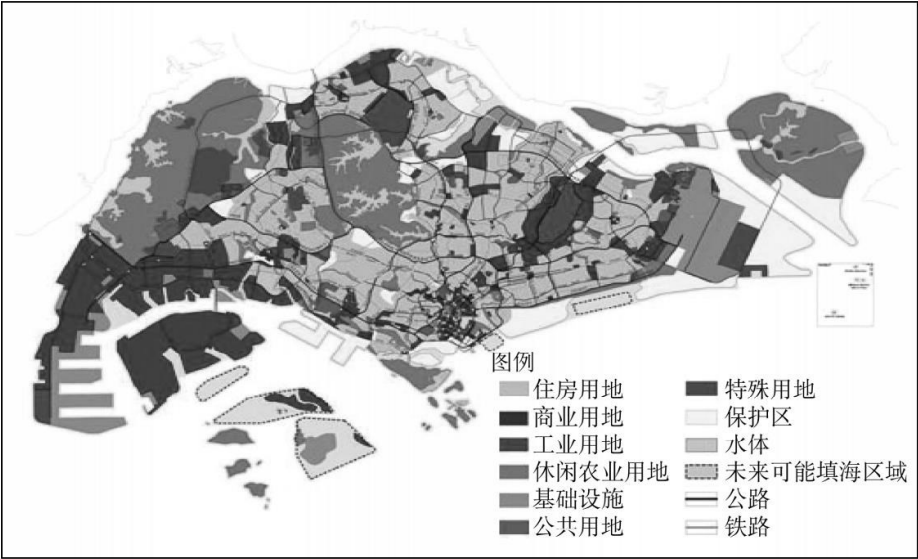 图例
住房用地
商业用地
工业用地
休闲农业用地
基础设施
公共用地
特殊用地
保护区
水体
未来可能填海区域
公路
铁路